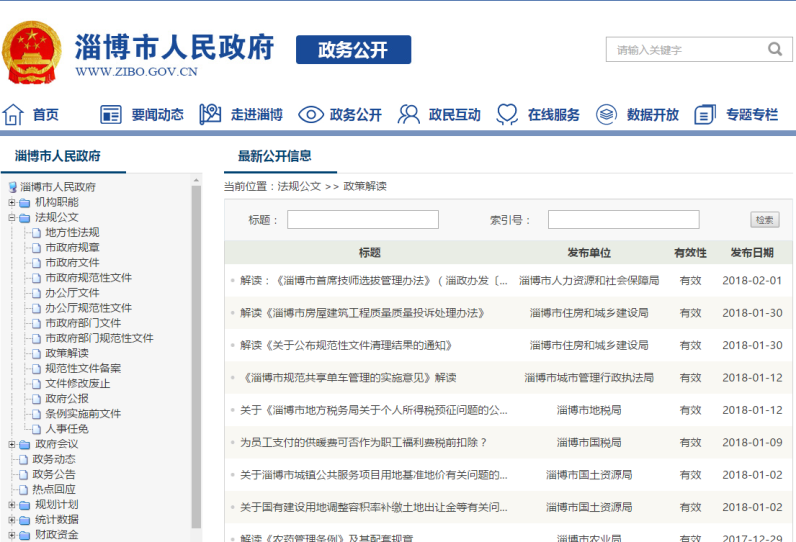 淄博市人民政府
WWW.ZIBO.GOV.CN
政务公开
请输入关键字
首页 要闻动态 走进淄博 政务公开 政民互动 在线服务 数据开放 专题专栏
淄博市人民政府
淄博市人民政府
机构职能
法规公文
地方性法规
市政府规章
市政府文件
市政府规范性文件
办公厅文件
办公厅规范性文件
市政府部门文件
市政府部门规范性文件
政策解读
规范性文件备案
文件修改废止
政府公报
条例实施前文件
人事任免
政府会议
政务动态
政务公告
热点回应
规划计划
统计数据
财政资金
最新公开信息
当前位置：法规公文 >> 政策解读
标题： 索引号： 检索
标题 发布单位 有效性 发布日期
解读：《淄博市首席技师选拔管理办法》（淄政办发〔... 淄博市人力资源和社会保障局 有效 2018-02-01
解读《淄博市房屋建筑工程质量质量投诉处理办法》 淄博市住房和城乡建设局 有效 2018-01-30
解读《关于公布规范性文件清理结果的通知》 淄博市住房和城乡建设局 有效 2018-01-30
《淄博市规范共享单车管理的实施意见》解读 淄博市城市管理行政执法局 有效 2018-01-12
关于《淄博市地方税务局关于个人所得税预征问题的公... 淄博市地税局 有效 2018-01-12
为员工支付的供暖费可否作为职工福利费税前扣除？ 淄博市国税局 有效 2018-01-09
关于淄博市城镇公共服务项目用地基准地价有关问题的... 淄博市国土资源局 有效 2018-01-02
关于国有建设用地调整容积率补缴土地出让金等有关问... 淄博市国土资源局 有效 2018-01-02
解读《农药管理条例》及其配套规章 淄博市农业局 有效 2017-12-29